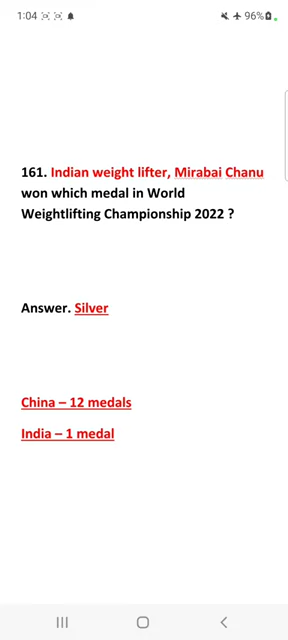 1:04
96%
161. Indian weight lifter, Mirabai Chanu
won which medal in World
Weightlifting Championship 2022 ?
Answer. Silver
China – 12 medals
India – 1 medal